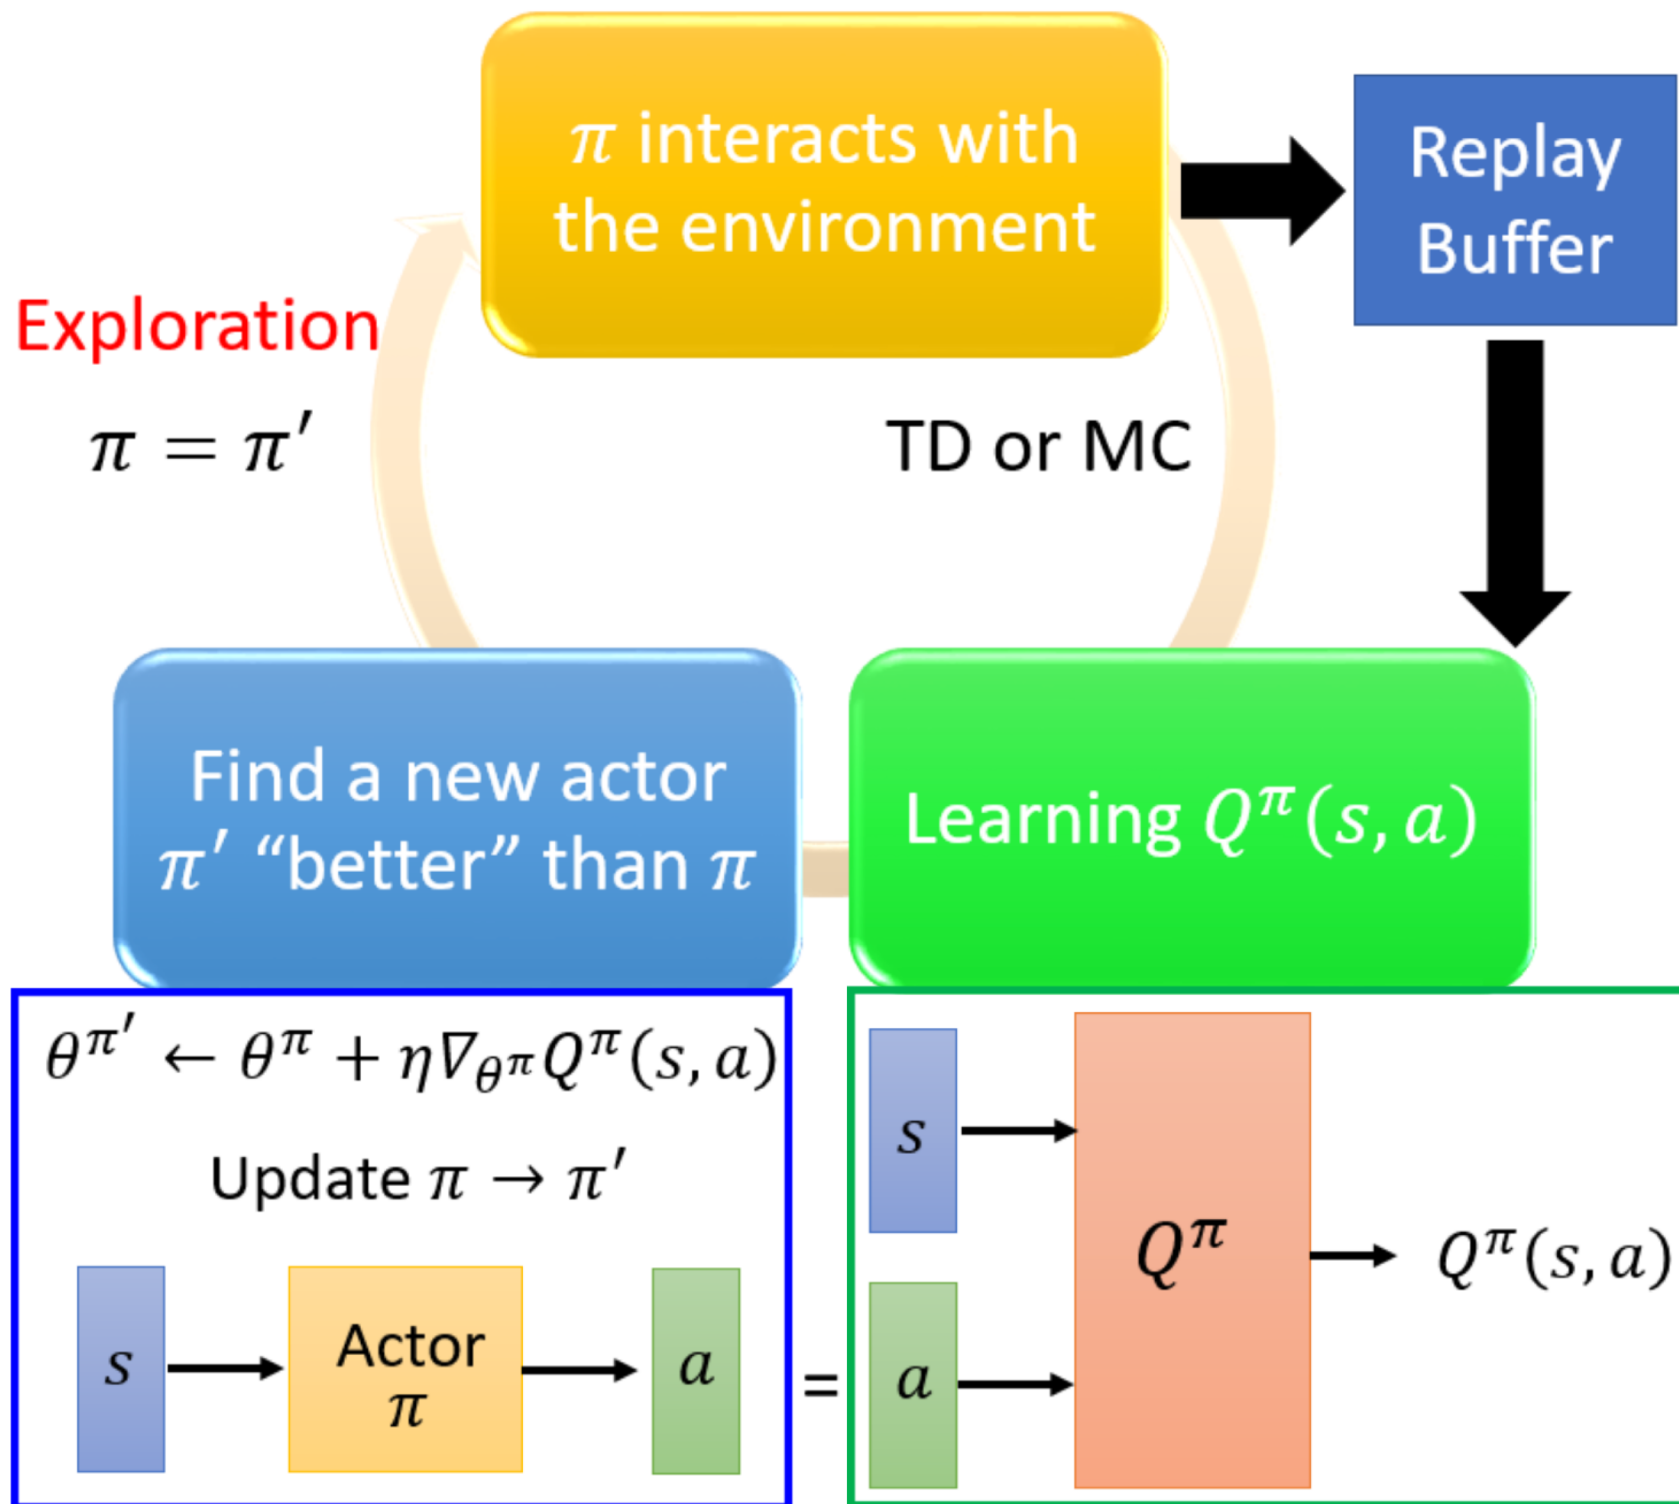 π interacts with
the environment
Replay
Buffer
Exploration
π = π′
TD or MC
Find a new actor
π′ “better” than π
Learning Q^π(s, a)
θ^π′ ← θ^π + η∇_θ^π Q^π(s, a)
Update π → π′
s
Actor
π
a
=
s
a
Q^π
Q^π(s, a)